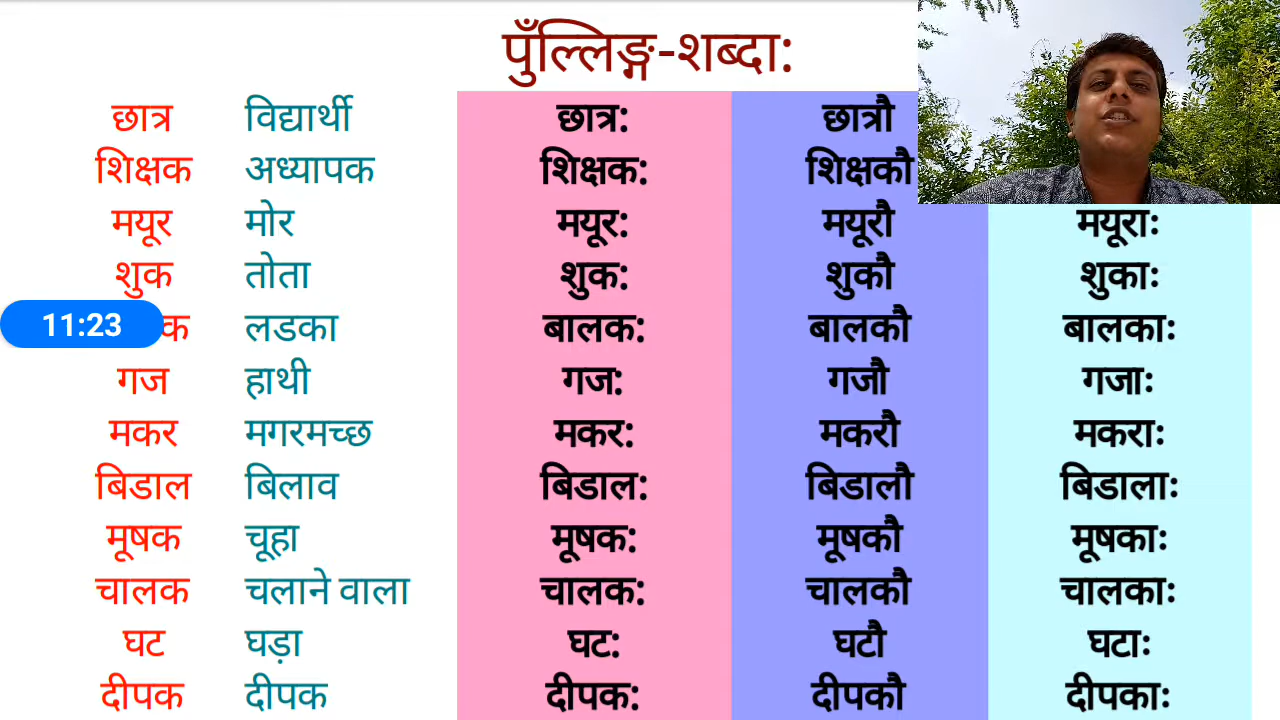 पुँल्लिङ्ग-शब्दा:
छात्र विद्यार्थी छात्र: छात्रौ
शिक्षक अध्यापक शिक्षक: शिक्षकौ
मयूर मोर मयूर: मयूरौ मयूराः
शुक तोता शुक: शुकौ शुकाः
11:23 क लडका बालक: बालकौ बालकाः
गज हाथी गज: गजौ गजाः
मकर मगरमच्छ मकर: मकरौ मकराः
बिडाल बिलाव बिडाल: बिडालौ बिडालाः
मूषक चूहा मूषक: मूषकौ मूषकाः
चालक चलाने वाला चालक: चालकौ चालकाः
घट घड़ा घट: घटौ घटाः
दीपक दीपक दीपक: दीपकौ दीपकाः